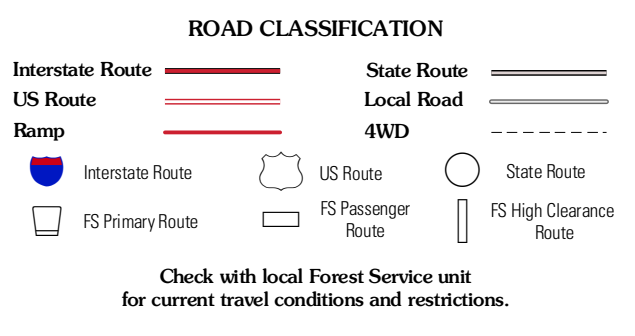 ROAD CLASSIFICATION
Interstate Route
State Route
US Route
Local Road
Ramp
4WD
Interstate Route
US Route
State Route
FS Primary Route
FS Passenger
Route
FS High Clearance
Route
Check with local Forest Service unit
for current travel conditions and restrictions.